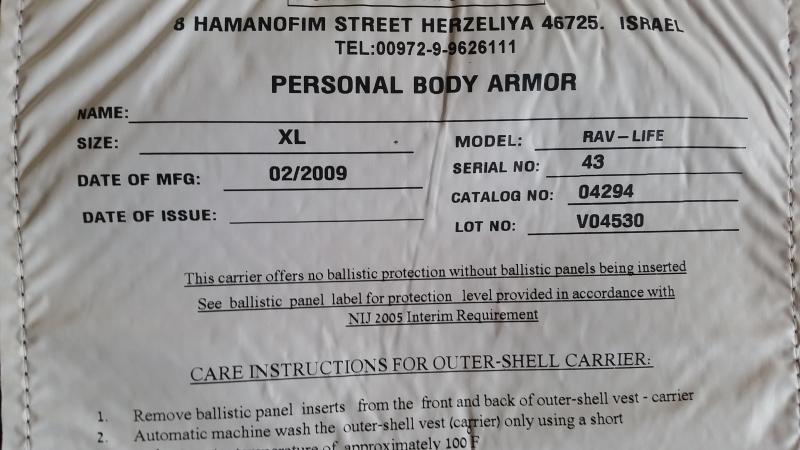 8 HAMANOFIM STREET HERZELIYA 46725. ISRAEL
TEL:00972-9-9626111
PERSONAL BODY ARMOR
NAME:
SIZE: XL MODEL: RAV-LIFE
DATE OF MFG: 02/2009 SERIAL NO: 43
CATALOG NO: 04294
DATE OF ISSUE: LOT NO: V04530
This carrier offers no ballistic protection without ballistic panels being inserted
See ballistic panel label for protection level provided in accordance with
NIJ 2005 Interim Requirement
CARE INSTRUCTIONS FOR OUTER-SHELL CARRIER:
1. Remove ballistic panel inserts from the front and back of outer-shell vest - carrier
2. Automatic machine wash the outer-shell vest (carrier) only using a short
of approximately 100 F